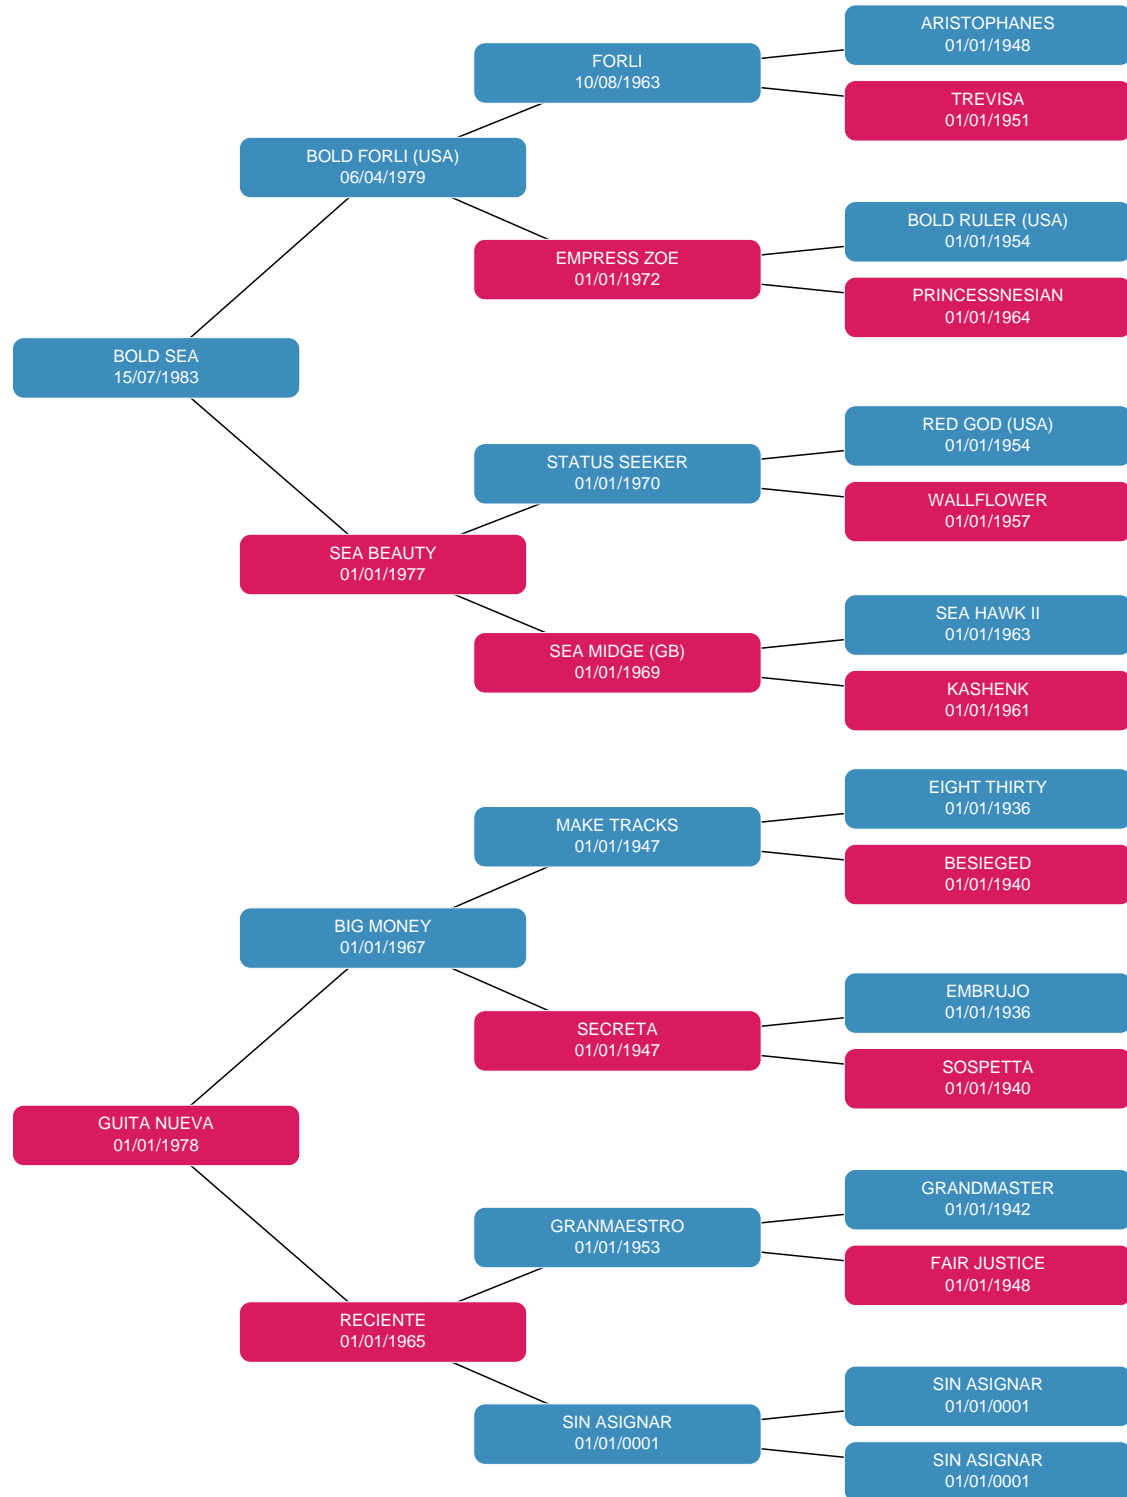 ARISTOPHANES
01/01/1948
FORLI
10/08/1963
TREVISA
01/01/1951
BOLD FORLI (USA)
06/04/1979
BOLD RULER (USA)
01/01/1954
EMPRESS ZOE
01/01/1972
PRINCESSNESIAN
01/01/1964
BOLD SEA
15/07/1983
RED GOD (USA)
01/01/1954
STATUS SEEKER
01/01/1970
WALLFLOWER
01/01/1957
SEA BEAUTY
01/01/1977
SEA HAWK II
01/01/1963
SEA MIDGE (GB)
01/01/1969
KASHENK
01/01/1961
EIGHT THIRTY
01/01/1936
MAKE TRACKS
01/01/1947
BESIEGED
01/01/1940
BIG MONEY
01/01/1967
EMBRUJO
01/01/1936
SECRETA
01/01/1947
SOSPETTA
01/01/1940
GUITA NUEVA
01/01/1978
GRANDMASTER
01/01/1942
GRANMAESTRO
01/01/1953
FAIR JUSTICE
01/01/1948
RECIENTE
01/01/1965
SIN ASIGNAR
01/01/0001
SIN ASIGNAR
01/01/0001
SIN ASIGNAR
01/01/0001